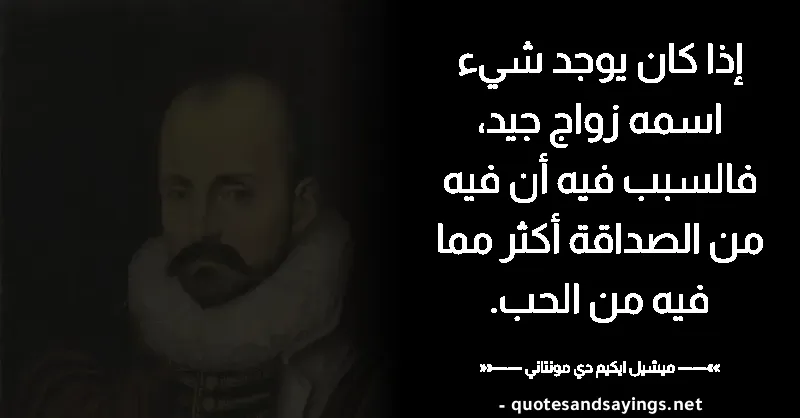 إذا كان يوجد شيء
اسمه زواج جيد،
فالسبب فيه أن فيه
من الصداقة أكثر مما
فيه من الحب.
»»—— ميشيل ايكيم دي مونتاني ——««
- quotesandsayings.net